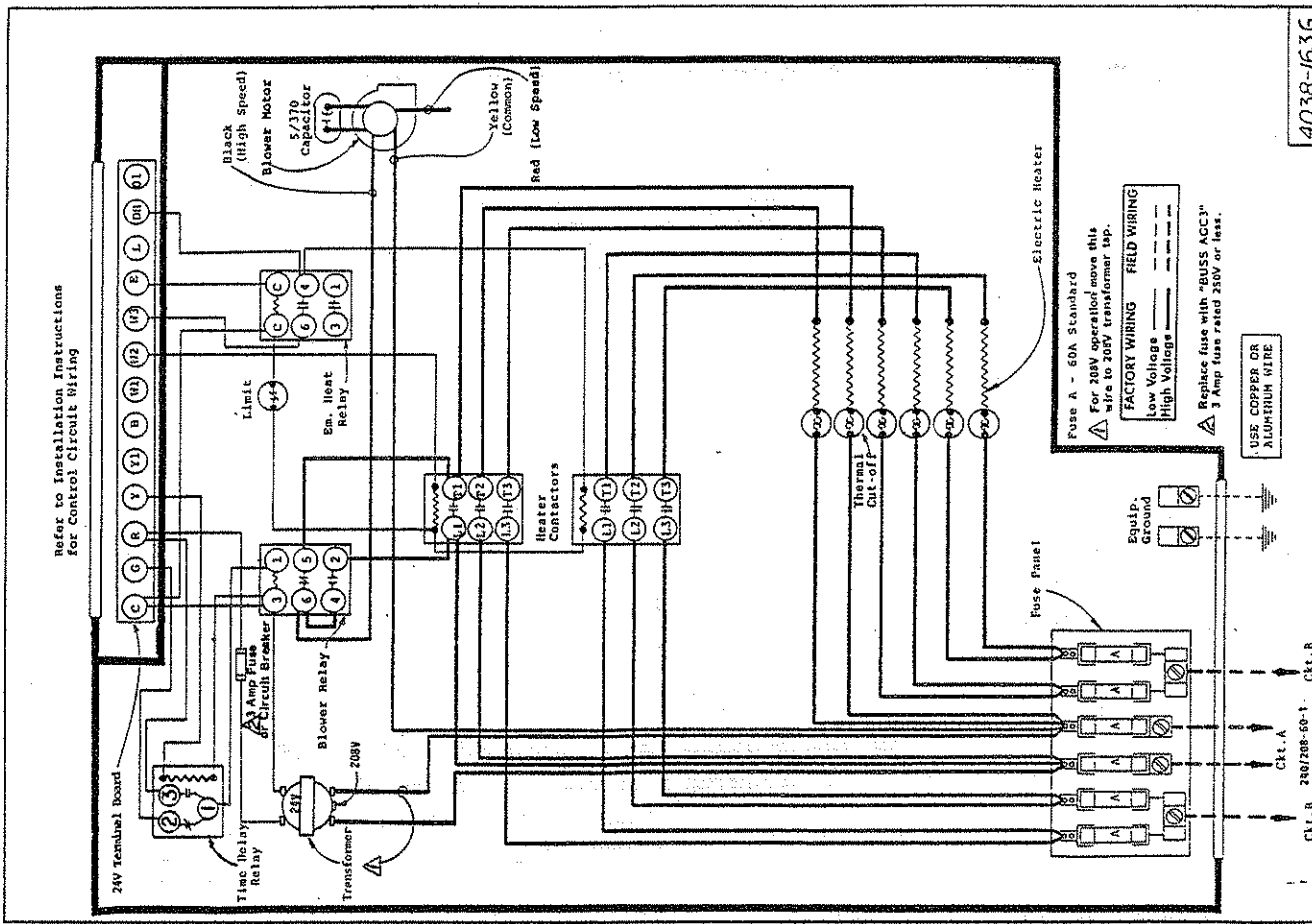 Refer to Installation Instructions
for Control Circuit Wiring
24V Terminal Board
C
G
R
Y
Y1
B
W1
W2
W3
E
L
DH
O1
Black
(High Speed)
Blower Motor
5/370
Capacitor
Yellow
(Common)
Red (Low Speed)
Limit
Em. Heat
Relay
C
C
6
4
3
1
3 Amp Fuse
or Circuit Breaker
3
1
6
5
4
2
Blower Relay
2
3
1
Time Delay
Relay
24V
208V
Transformer
1
Heater
Contactors
L1
T1
L2
T2
L3
T3
L1
T1
L2
T2
L3
T3
Thermal
Cut-off
Electric Heater
Fuse A - 60A Standard
For 208V operation move this
wire to 208V transformer tap.
FACTORY WIRING
FIELD WIRING
Low Voltage
High Voltage
Replace fuse with "BUSS AGC3"
3 Amp fuse rated 250V or less.
USE COPPER OR
ALUMINUM WIRE
Equip.
Ground
Fuse Panel
A
A
A
A
A
A
Ckt.B
Ckt.A
240/208-60-1
Ckt.B
4038-163G